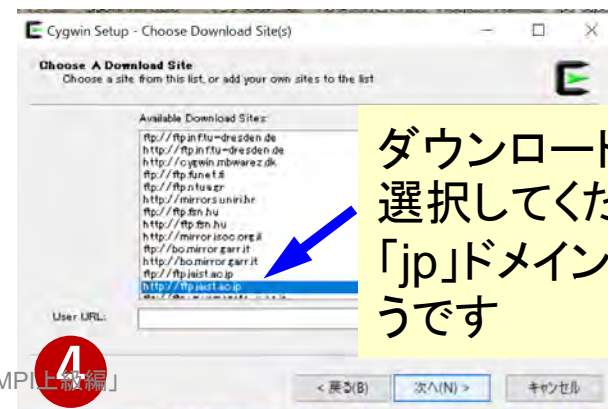 Cygwin Setup - Choose Download Site(s)
Choose A Download Site
Choose a site from this list, or add your own sites to the list
Available Download Sites:
ftp://ftp.inf.tu-dresden.de
http://ftp.inf.tu-dresden.de
http://cygwin.mbwarez.dk
ftp://ftp.funet.fi
ftp://ftp.ntua.gr
http://mirrors.uniri.hr
ftp://ftp.fsn.hu
http://ftp.fsn.hu
http://mirror.isoc.org.il
ftp://bo.mirror.garr.it
http://bo.mirror.garr.it
ftp://ftp.jaist.ac.jp
http://ftp.jaist.ac.jp
ダウンロード
選択してくだ
「jp」ドメイン
うです
User URL:
4
MPI上級編」
< 戻る(B)
次へ(N) >
キャンセル